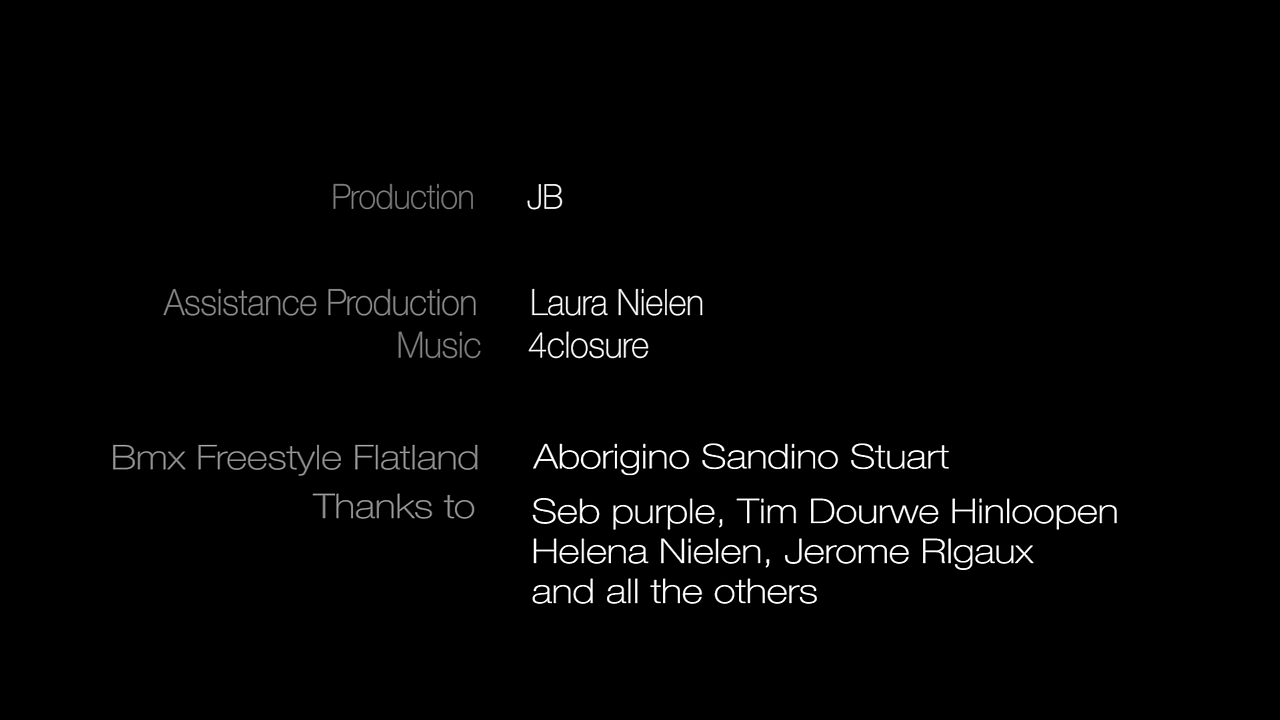 Production JB
Assistance Production Laura Nielen
Music 4closure
Bmx Freestyle Flatland Aborigino Sandino Stuart
Thanks to Seb purple, Tim Dourwe Hinloopen
Helena Nielen, Jerome RIgaux
and all the others